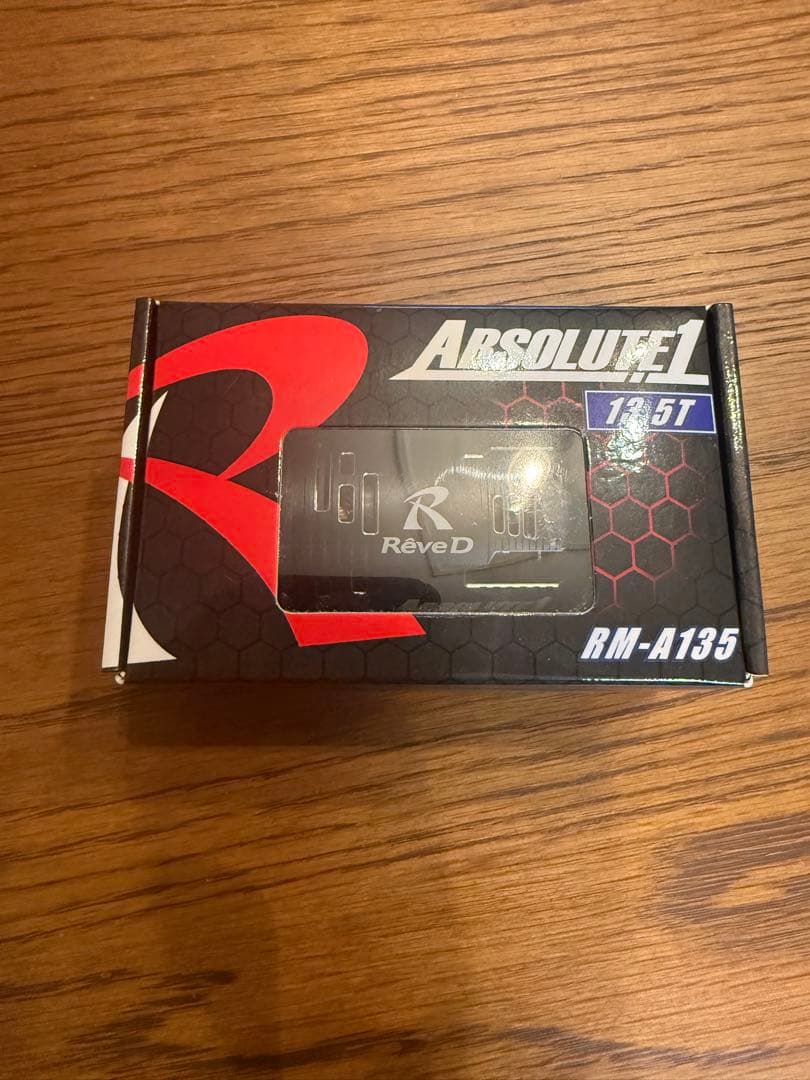 ABSOLUTE1
13.5T
R
RêveD
RM-A135